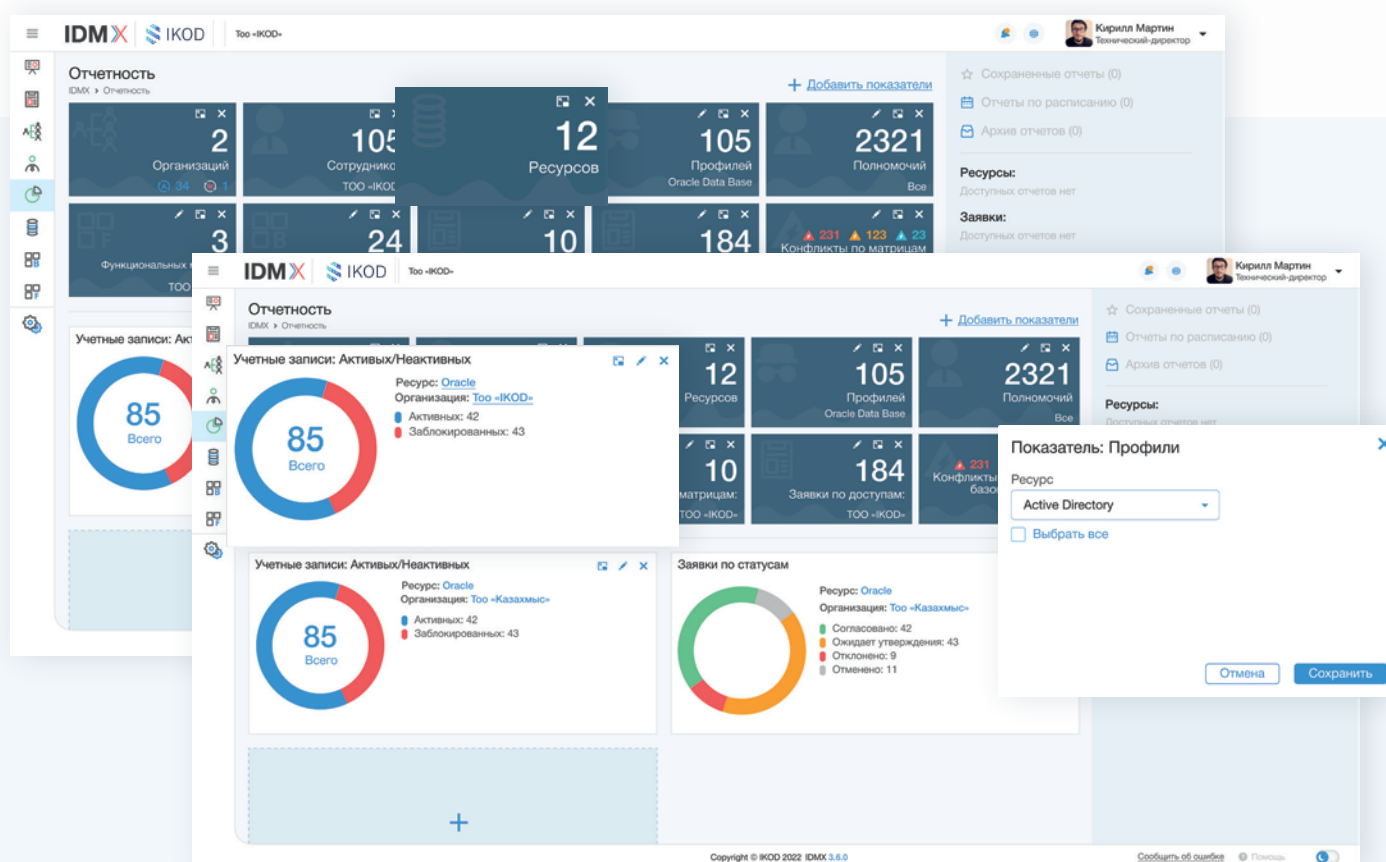 IDMX IKOD Тоо «IKOD»
Кирилл Мартин
Технический-директор
Отчетность
IDMX › Отчетность
+ Добавить показатели
2
Организаций
34 1
105
Сотруднико
ТОО «IKOD
12
Ресурсов
105
Профилей
Oracle Data Base
2321
Полномочий
Все
3
Функциональных
ТОО
24
10
184
231 123 23
Конфликты по матрицам
Сохраненные отчеты (0)
Отчеты по расписанию (0)
Архив отчетов (0)
Ресурсы:
Доступных отчетов нет
Заявки:
Доступных отчетов нет
Учетные записи: Ак
85
Всего
IDMX IKOD Тоо «IKOD»
Кирилл Мартин
Технический-директор
Отчетность
IDMX › Отчетность
+ Добавить показатели
12
Ресурсов
105
Профилей
Oracle Data Base
2321
Полномочий
Все
10
матрицам:
ТОО «IKOD»
184
Заявки по доступам:
ТОО «IKOD»
231
Конфликты
базо
Сохраненные отчеты (0)
Отчеты по расписанию (0)
Архив отчетов (0)
Ресурсы:
Доступных отчетов нет
Учетные записи: Активых/Неактивных
85
Всего
Ресурс: Oracle
Организация: Тоо «IKOD»
Активных: 42
Заблокированных: 43
Показатель: Профили
Ресурс
Active Directory
Выбрать все
Отмена Сохранить
Учетные записи: Активых/Неактивных
85
Всего
Ресурс: Oracle
Организация: Тоо «Казахмыс»
Активных: 42
Заблокированных: 43
Заявки по статусам
Ресурс: Oracle
Организация: Тоо «Казахмыс»
Согласовано: 42
Ожидает утверждения: 43
Отклонено: 9
Отменено: 11
+
Copyright © IKOD 2022 IDMX 3.6.0
Сообщить об ошибке Помощь